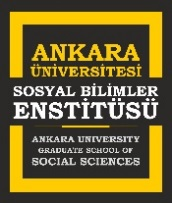 ANKARA
ÜNİVERSİTESİ
SOSYAL BİLİMLER
ENSTİTÜSÜ
ANKARA UNIVERSITY
GRADUATE SCHOOL OF
SOCIAL SCIENCES